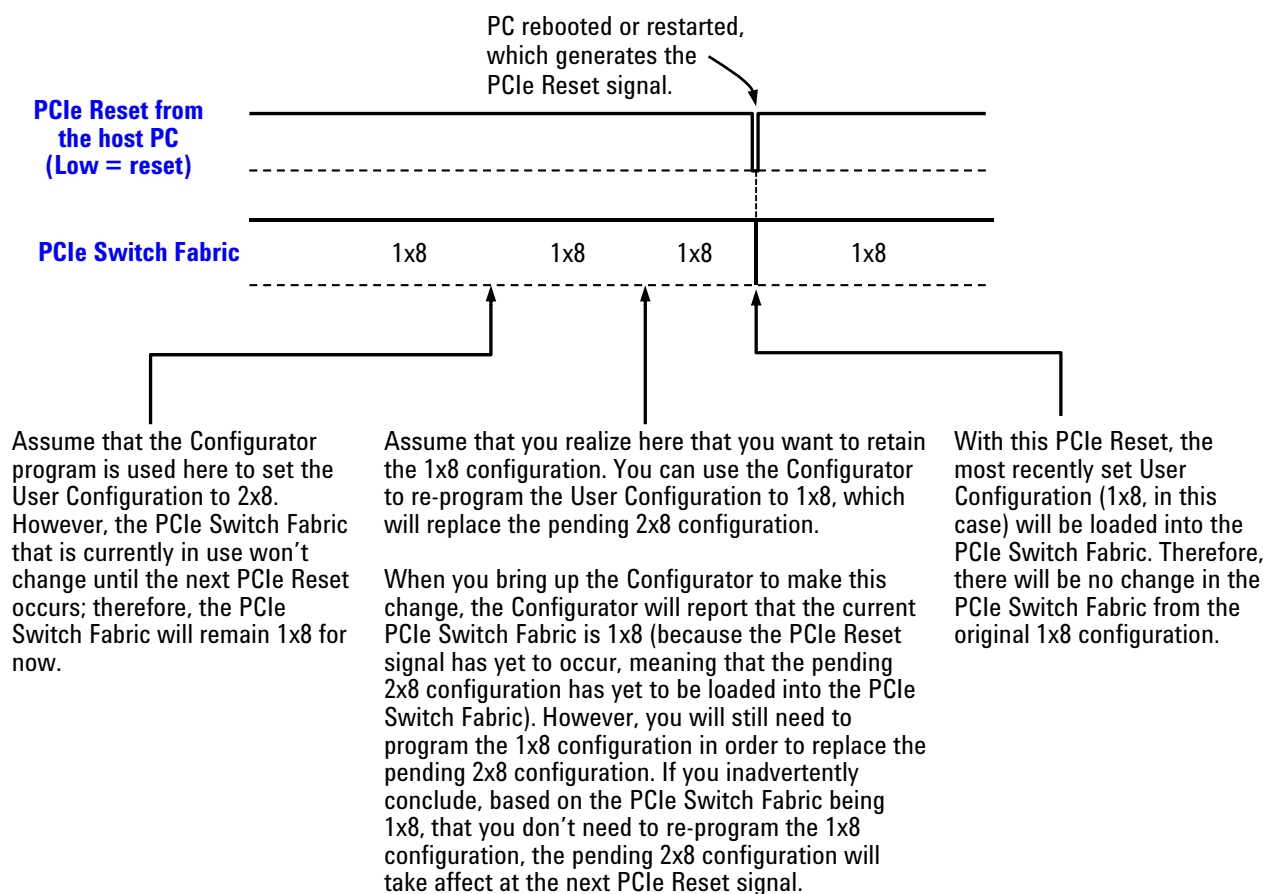 PC rebooted or restarted,
which generates the
PCIe Reset signal.
PCIe Reset from
the host PC
(Low = reset)
PCIe Switch Fabric
1x8 1x8 1x8 1x8
Assume that the Configurator
program is used here to set the
User Configuration to 2x8.
However, the PCIe Switch Fabric
that is currently in use won’t
change until the next PCIe Reset
occurs; therefore, the PCIe
Switch Fabric will remain 1x8 for
now.
Assume that you realize here that you want to retain
the 1x8 configuration. You can use the Configurator
to re-program the User Configuration to 1x8, which
will replace the pending 2x8 configuration.
When you bring up the Configurator to make this
change, the Configurator will report that the current
PCIe Switch Fabric is 1x8 (because the PCIe Reset
signal has yet to occur, meaning that the pending
2x8 configuration has yet to be loaded into the PCIe
Switch Fabric). However, you will still need to
program the 1x8 configuration in order to replace the
pending 2x8 configuration. If you inadvertently
conclude, based on the PCIe Switch Fabric being
1x8, that you don’t need to re-program the 1x8
configuration, the pending 2x8 configuration will
take affect at the next PCIe Reset signal.
With this PCIe Reset, the
most recently set User
Configuration (1x8, in this
case) will be loaded into the
PCIe Switch Fabric. Therefore,
there will be no change in the
PCIe Switch Fabric from the
original 1x8 configuration.